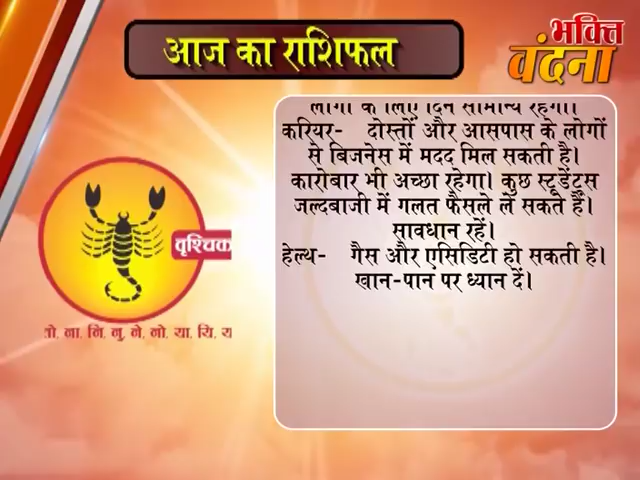 आज का राशिफल
भक्ति
वंदना
लोगों के लिए दिन सामान्य रहेगा।
करियर- दोस्तों और आसपास के लोगों
से बिजनेस में मदद मिल सकती है।
कारोबार भी अच्छा रहेगा। कुछ स्टूडेंट्स
जल्दबाजी में गलत फैसले ले सकते हैं।
सावधान रहें।
हेल्थ- गैस और एसिडिटी हो सकती है।
खान-पान पर ध्यान दें।
वृश्चिक
ना. नि. नु. ने. नो. या. यि.